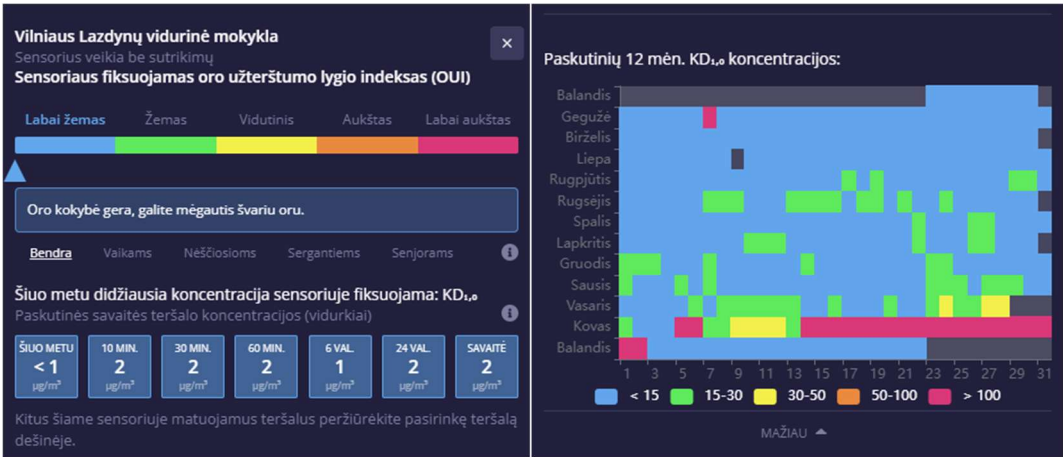 Vilniaus Lazdynų vidurinė mokykla
Sensorius veikia be sutrikimų
Sensoriaus fiksuojamas oro užterštumo lygio indeksas (OUI)
×
Labai žemas Žemas Vidutinis Aukštas Labai aukštas
Oro kokybė gera, galite mėgautis švariu oru.
Bendra Vaikams Nėščiosioms Sergantiems Senjorams i
Šiuo metu didžiausia koncentracija sensoriuje fiksuojama: KD₁,₀
Paskutinės savaitės teršalo koncentracijos (vidurkiai) i
ŠIUO METU 10 MIN. 30 MIN. 60 MIN. 6 VAL. 24 VAL. SAVAITĖ
< 1 2 2 2 1 2 2
µg/m³ µg/m³ µg/m³ µg/m³ µg/m³ µg/m³ µg/m³
Kitus šiame sensoriuje matuojamus teršalus peržiūrėkite pasirinkę teršalą
dešinėje.
Paskutinių 12 mėn. KD₁,₀ koncentracijos:
Balandis
Gegužė
Birželis
Liepa
Rugpjūtis
Rugsėjis
Spalis
Lapkritis
Gruodis
Sausis
Vasaris
Kovas
Balandis
1 3 5 7 9 11 13 15 17 19 21 23 25 27 29 31
< 15 15-30 30-50 50-100 > 100
MAŽIAU